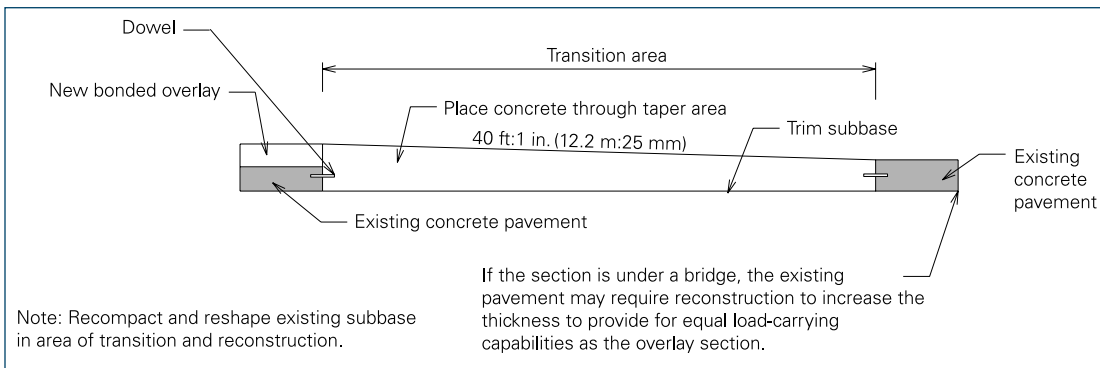 Dowel
Transition area
New bonded overlay
Place concrete through taper area
40 ft:1 in. (12.2 m:25 mm)
Trim subbase
Existing
concrete
pavement
Existing concrete pavement
If the section is under a bridge, the existing
pavement may require reconstruction to increase the
thickness to provide for equal load-carrying
capabilities as the overlay section.
Note: Recompact and reshape existing subbase
in area of transition and reconstruction.